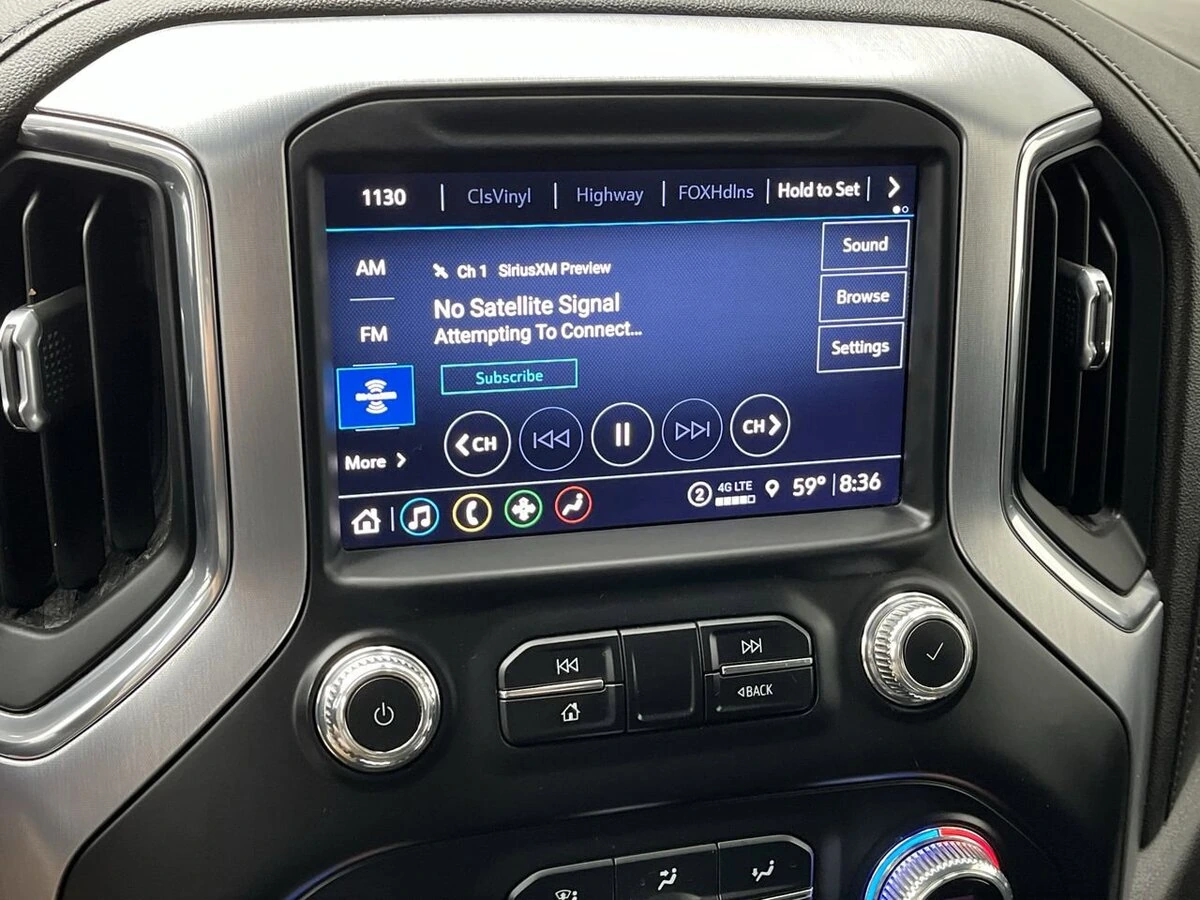 1130 ClsVinyl Highway FOXHdlns Hold to Set
AM
Ch 1 SiriusXM Preview
Sound
No Satellite Signal
Browse
FM
Attempting To Connect...
Settings
Subscribe
CH CH
More
2 4G LTE 59° 8:36
BACK